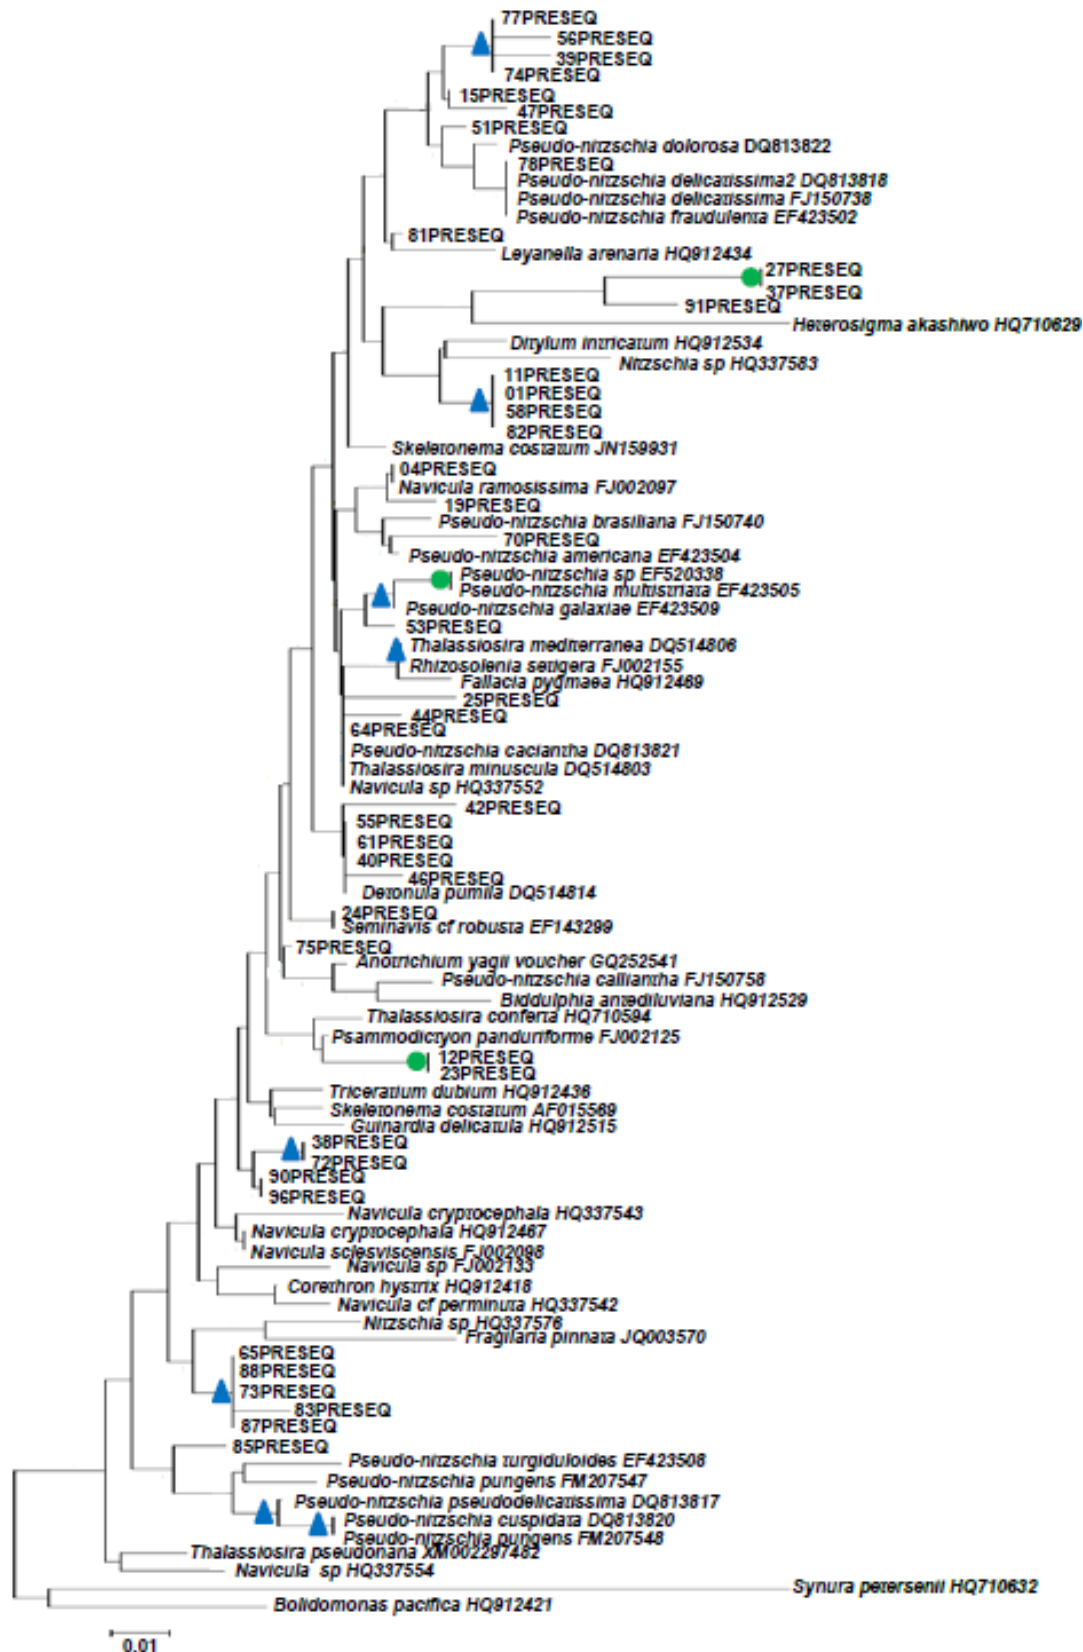 77PRESEQ
56PRESEQ
39PRESEQ
74PRESEQ
15PRESEQ
47PRESEQ
51PRESEQ
Pseudo-nitzschia dolorosa DQ813822
78PRESEQ
Pseudo-nitzschia delicatissima2 DQ813818
Pseudo-nitzschia delicatissima FJ150738
Pseudo-nitzschia fraudulenta EF423502
81PRESEQ
Leyanella arenaria HQ912434
27PRESEQ
37PRESEQ
91PRESEQ
Heterosigma akashiwo HQ710629
Ditylum intricatum HQ912534
Nitzschia sp HQ337583
11PRESEQ
01PRESEQ
58PRESEQ
82PRESEQ
Skeletonema costatum JN159931
04PRESEQ
Navicula ramosissima FJ002097
19PRESEQ
Pseudo-nitzschia brasiliana FJ150740
70PRESEQ
Pseudo-nitzschia americana EF423504
Pseudo-nitzschia sp EF520338
Pseudo-nitzschia multistriata EF423505
Pseudo-nitzschia galaxiae EF423509
53PRESEQ
Thalassiosira mediterranea DQ514806
Rhizosolenia setigera FJ002155
Fallacia pygmaea HQ912469
25PRESEQ
44PRESEQ
64PRESEQ
Pseudo-nitzschia caciantha DQ813821
Thalassiosira minuscula DQ514803
Navicula sp HQ337552
42PRESEQ
55PRESEQ
61PRESEQ
40PRESEQ
46PRESEQ
Detonula pumila DQ514814
24PRESEQ
Seminavis cf robusta EF143299
75PRESEQ
Anotrichium yagii voucher GQ252541
Pseudo-nitzschia calliantha FJ150758
Biddulphia antediluviana HQ912529
Thalassiosira conferta HQ710594
Psammodictyon panduriforme FJ002125
12PRESEQ
23PRESEQ
Triceratium dubium HQ912436
Skeletonema costatum AF015569
Guinardia delicatula HQ912515
38PRESEQ
72PRESEQ
90PRESEQ
96PRESEQ
Navicula cryptocephala HQ337543
Navicula cryptocephala HQ912467
Navicula sclesviscensis FJ002098
Navicula sp FJ002133
Corethron hystrix HQ912418
Navicula cf perminuta HQ337542
Nitzschia sp HQ337576
Fragilaria pinnata JQ003570
65PRESEQ
88PRESEQ
73PRESEQ
83PRESEQ
87PRESEQ
85PRESEQ
Pseudo-nitzschia turgiduloides EF423508
Pseudo-nitzschia pungens FM207547
Pseudo-nitzschia pseudodelicatissima DQ813817
Pseudo-nitzschia cuspidata DQ813820
Pseudo-nitzschia pungens FM207548
Thalassiosira pseudonana XM002297482
Navicula sp HQ337554
Synura petersenii HQ710632
Bolidomonas pacifica HQ912421
0.01